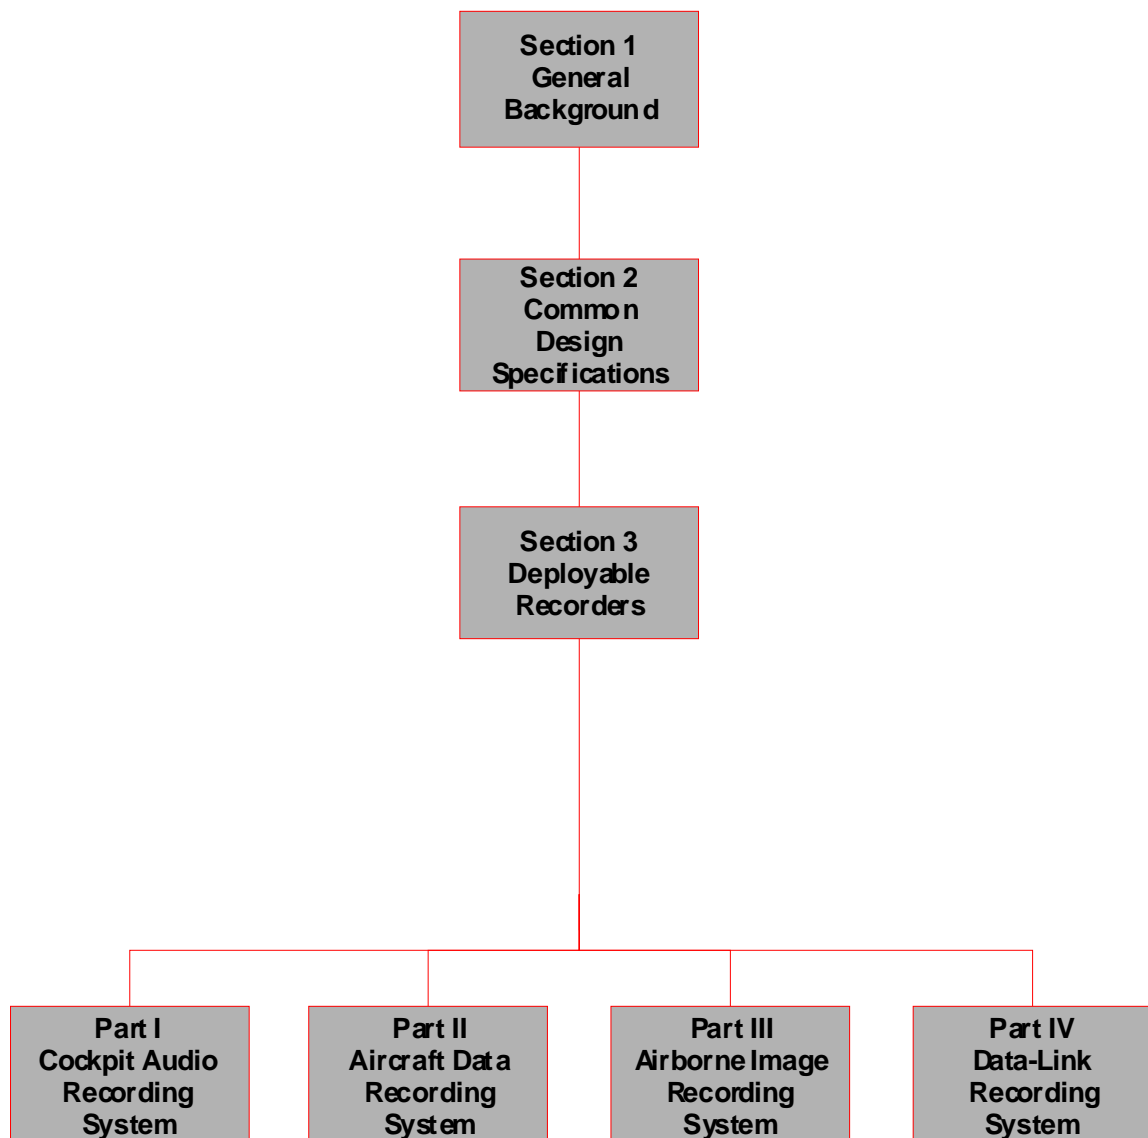 Section 1
General
Background
Section 2
Common
Design
Specifications
Section 3
Deployable
Recorders
Part I
Cockpit Audio
Recording
System
Part II
Aircraft Data
Recording
System
Part III
Airborne Image
Recording
System
Part IV
Data-Link
Recording
System